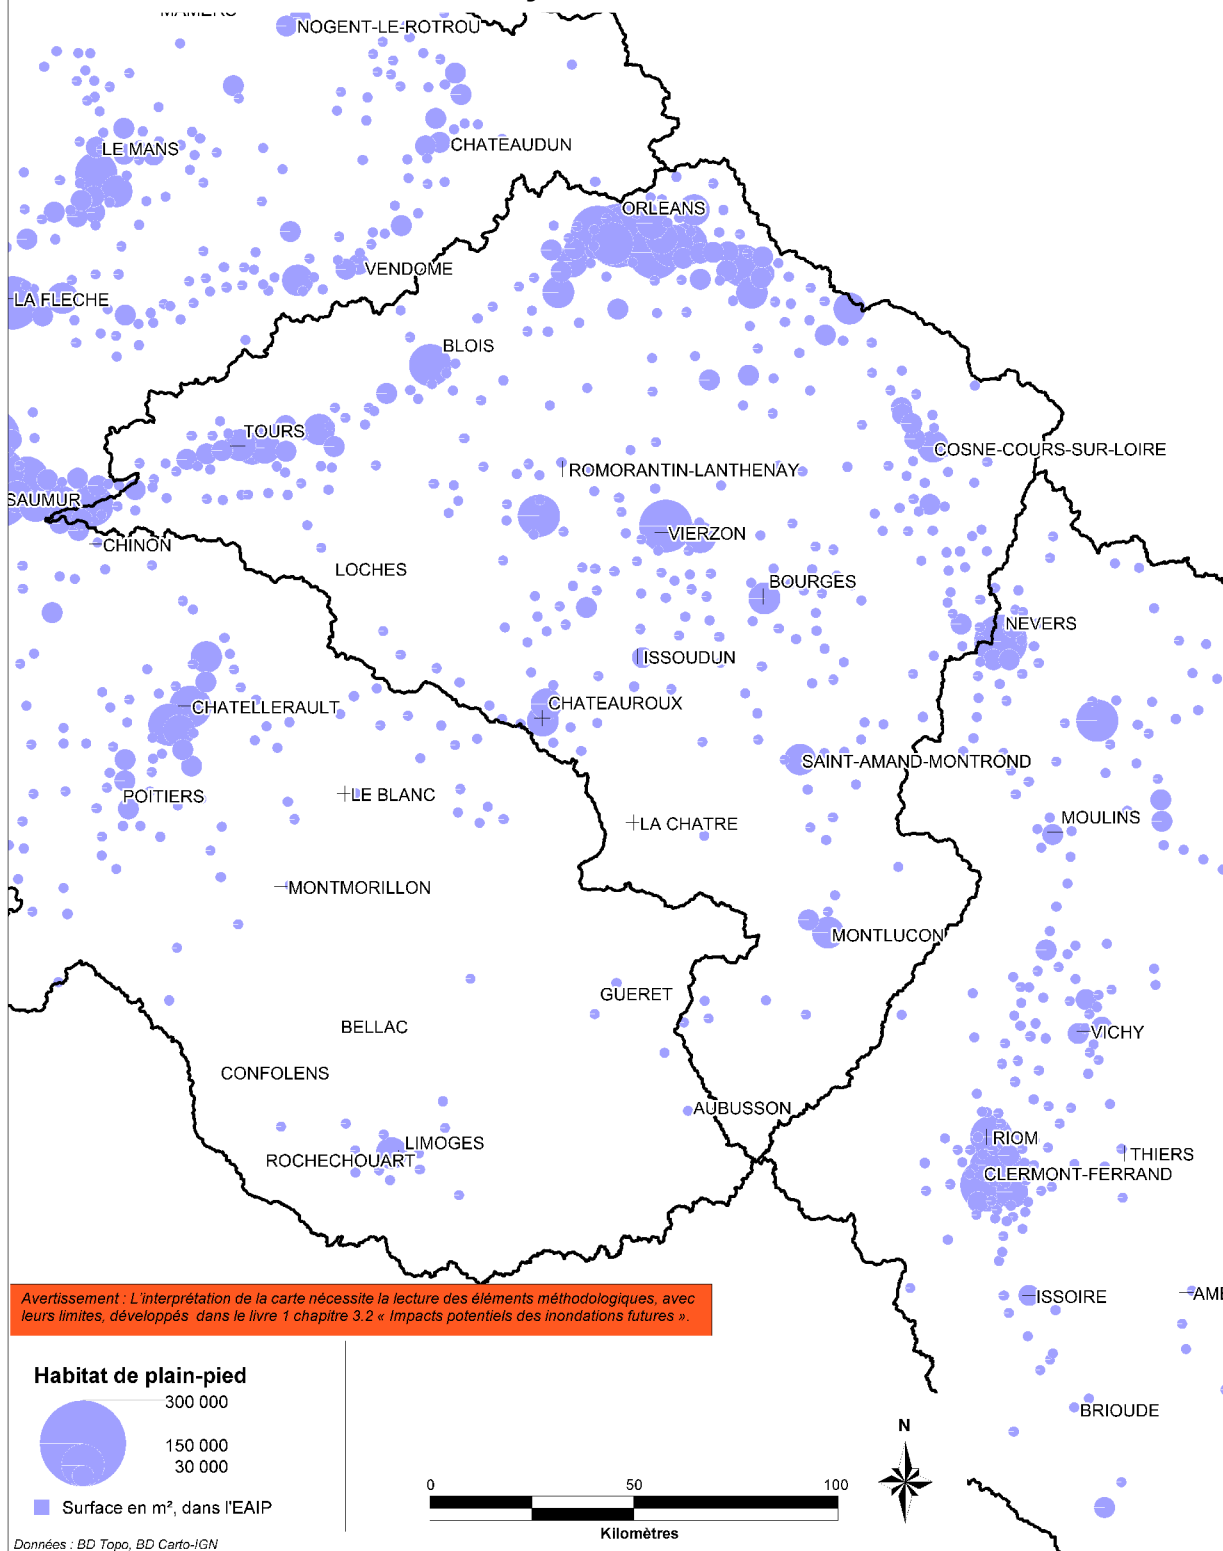 MAMERS
NOGENT-LE-ROTROU
LE MANS
CHATEAUDUN
ORLEANS
VENDOME
LA FLECHE
BLOIS
TOURS
COSNE-COURS-SUR-LOIRE
ROMORANTIN-LANTHENAY
SAUMUR
VIERZON
CHINON
LOCHES
BOURGES
NEVERS
ISSOUDUN
CHATEAUROUX
CHATELLERAULT
SAINT-AMAND-MONTROND
POITIERS
LE BLANC
MOULINS
LA CHATRE
MONTMORILLON
MONTLUCON
GUERET
BELLAC
VICHY
CONFOLENS
AUBUSSON
RIOM
LIMOGES
THIERS
ROCHECHOUART
CLERMONT-FERRAND
ISSOIRE
AMB
Avertissement : L'interprétation de la carte nécessite la lecture des éléments méthodologiques, avec
leurs limites, développés dans le livre 1 chapitre 3.2 « Impacts potentiels des inondations futures ».
Habitat de plain-pied
300 000
150 000
30 000
Surface en m², dans l'EAIP
BRIOUDE
N
0 50 100
Kilomètres
Données : BD Topo, BD Carto-IGN